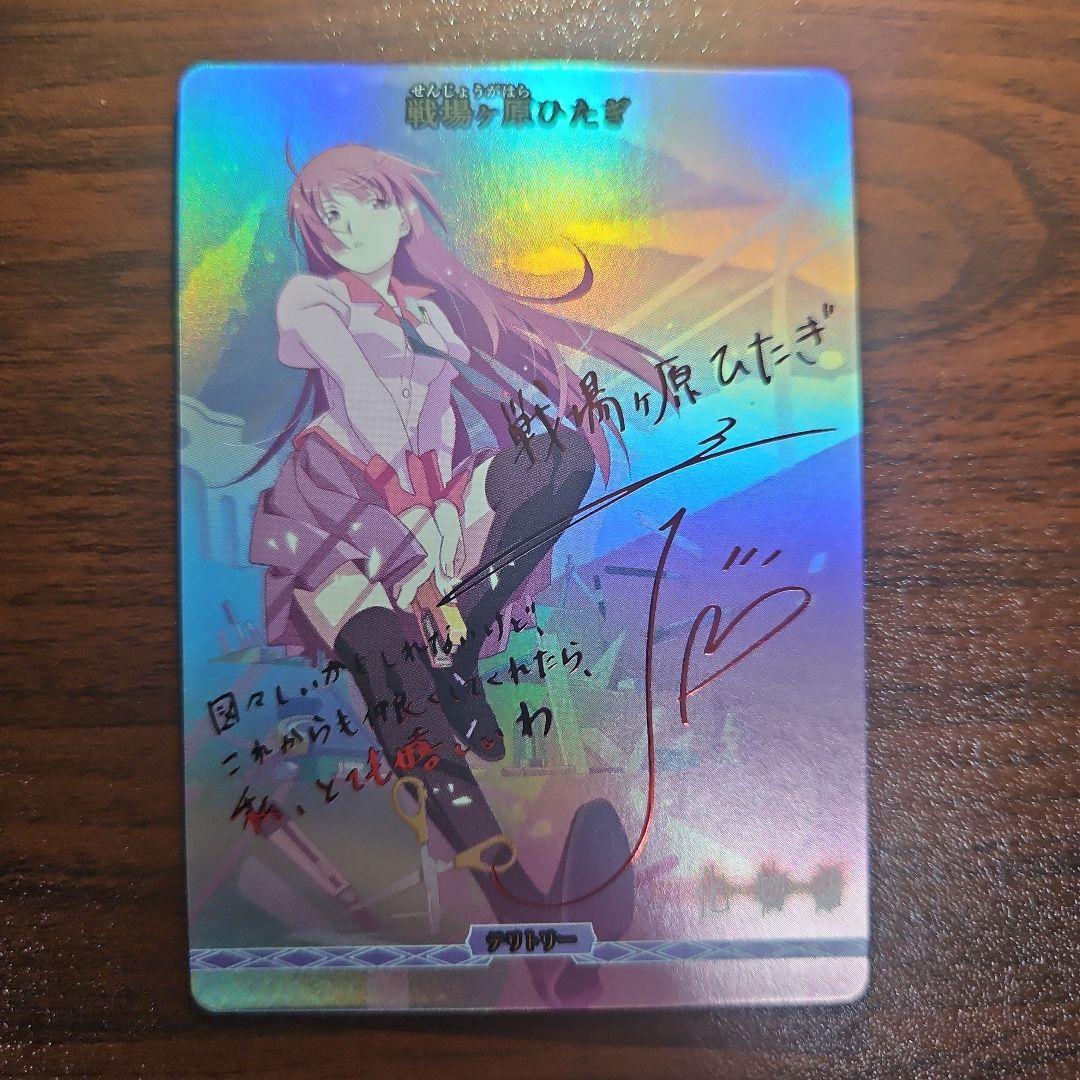 せんじょうがはら
戦場ヶ原ひたぎ
戦場ヶ原ひたぎ
図々しいかもしれないけど、
これからも仲良くしてくれたら、
私、とても嬉しいわ
化物語
テリトリー